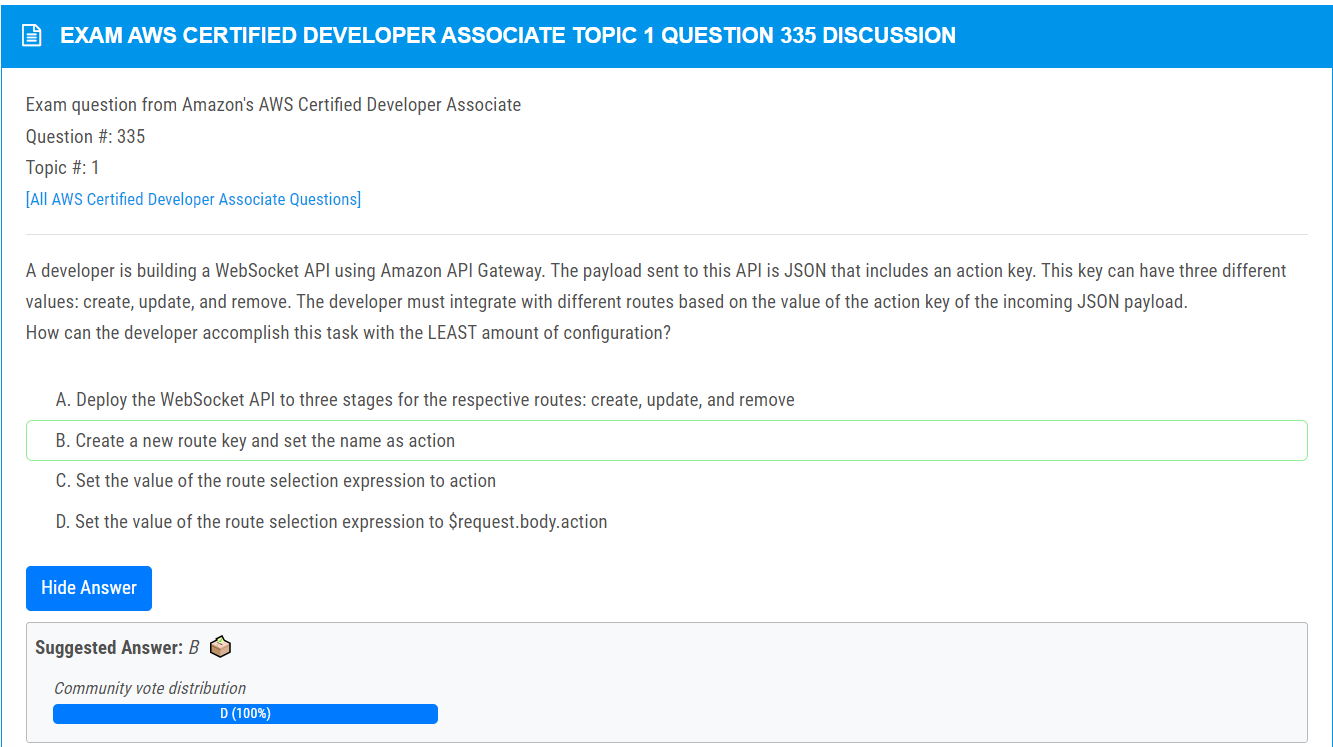 EXAM AWS CERTIFIED DEVELOPER ASSOCIATE TOPIC 1 QUESTION 335 DISCUSSION
Exam question from Amazon's AWS Certified Developer Associate
Question #: 335
Topic #: 1
[All AWS Certified Developer Associate Questions]
A developer is building a WebSocket API using Amazon API Gateway. The payload sent to this API is JSON that includes an action key. This key can have three different
values: create, update, and remove. The developer must integrate with different routes based on the value of the action key of the incoming JSON payload.
How can the developer accomplish this task with the LEAST amount of configuration?
A. Deploy the WebSocket API to three stages for the respective routes: create, update, and remove
B. Create a new route key and set the name as action
C. Set the value of the route selection expression to action
D. Set the value of the route selection expression to $request.body.action
Hide Answer
Suggested Answer: B
Community vote distribution
D (100%)